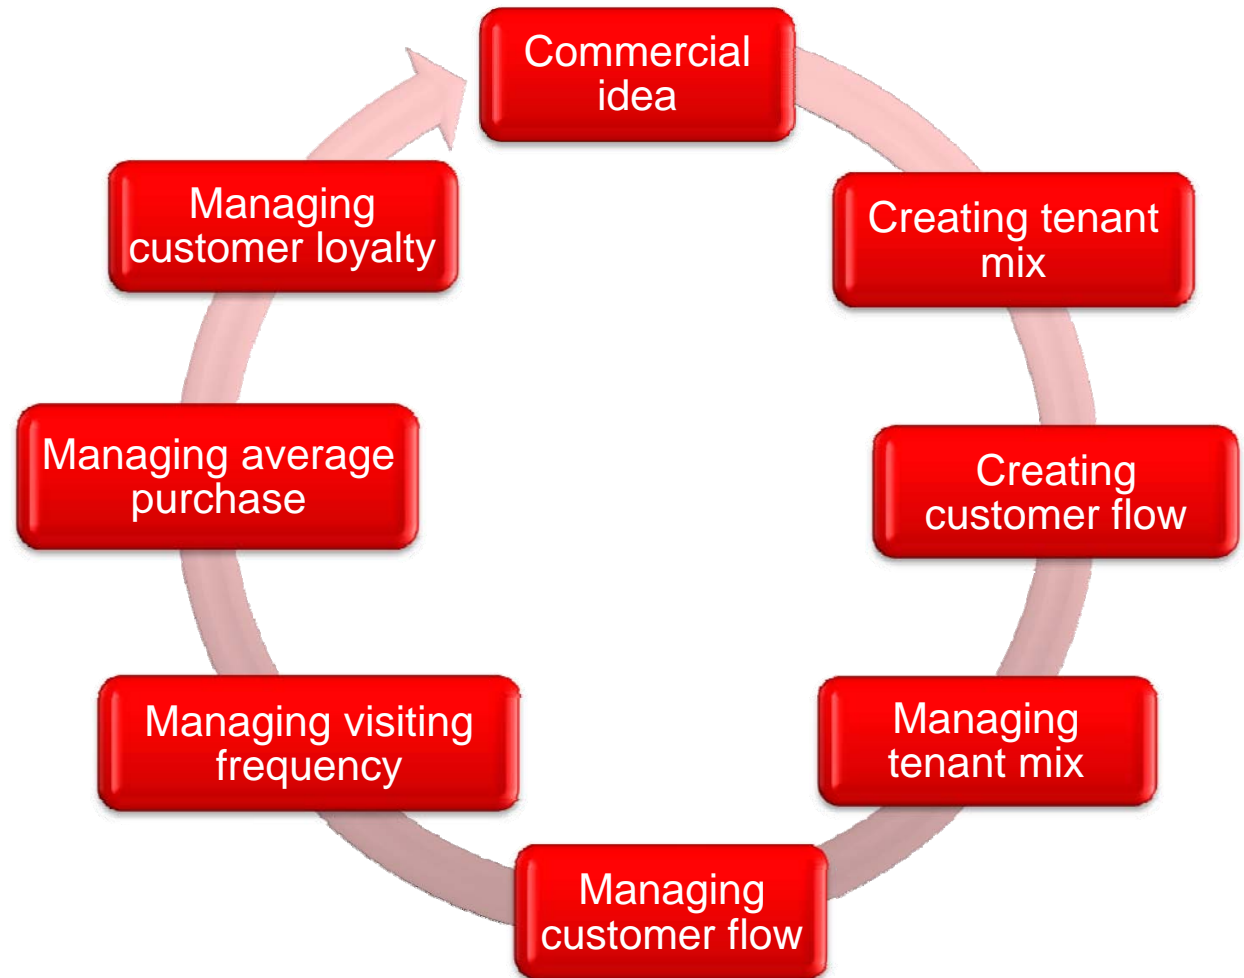 Commercial
idea
Creating tenant
mix
Creating
customer flow
Managing
tenant mix
Managing
customer flow
Managing visiting
frequency
Managing average
purchase
Managing
customer loyalty